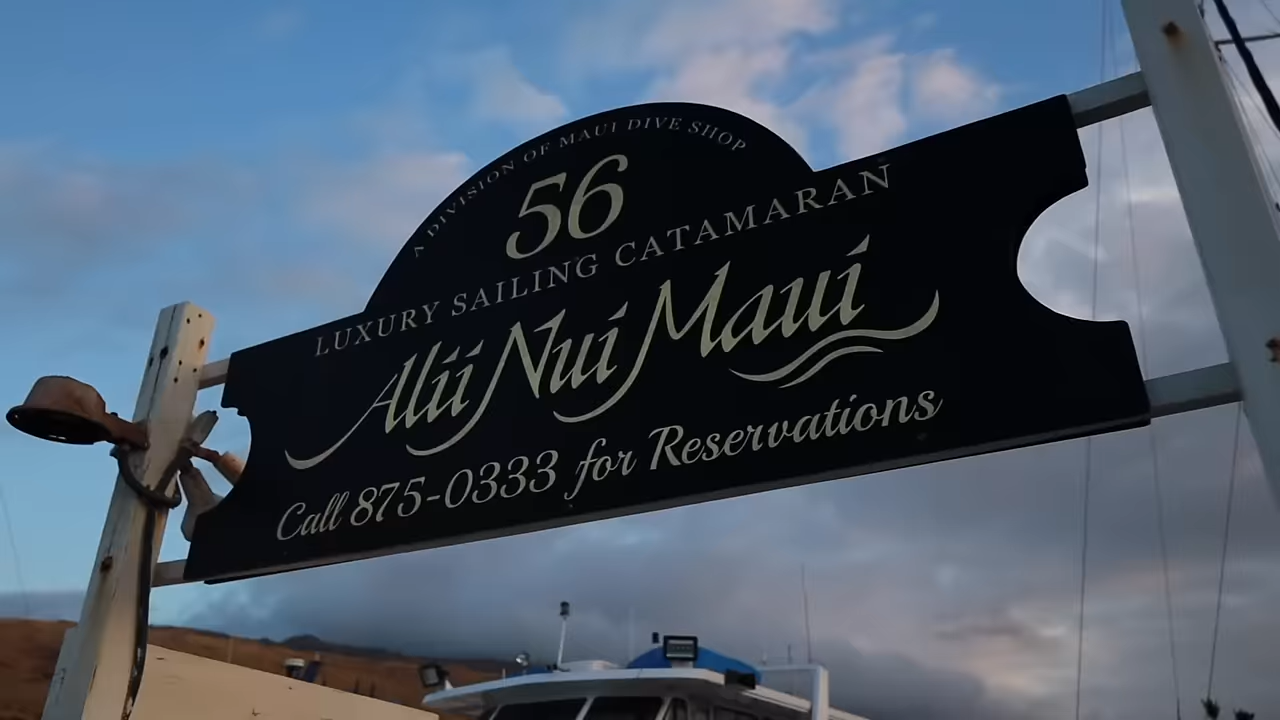 A DIVISION OF MAUI DIVE SHOP
56
LUXURY SAILING CATAMARAN
Alii Nui Maui
Call 875-0333 for Reservations